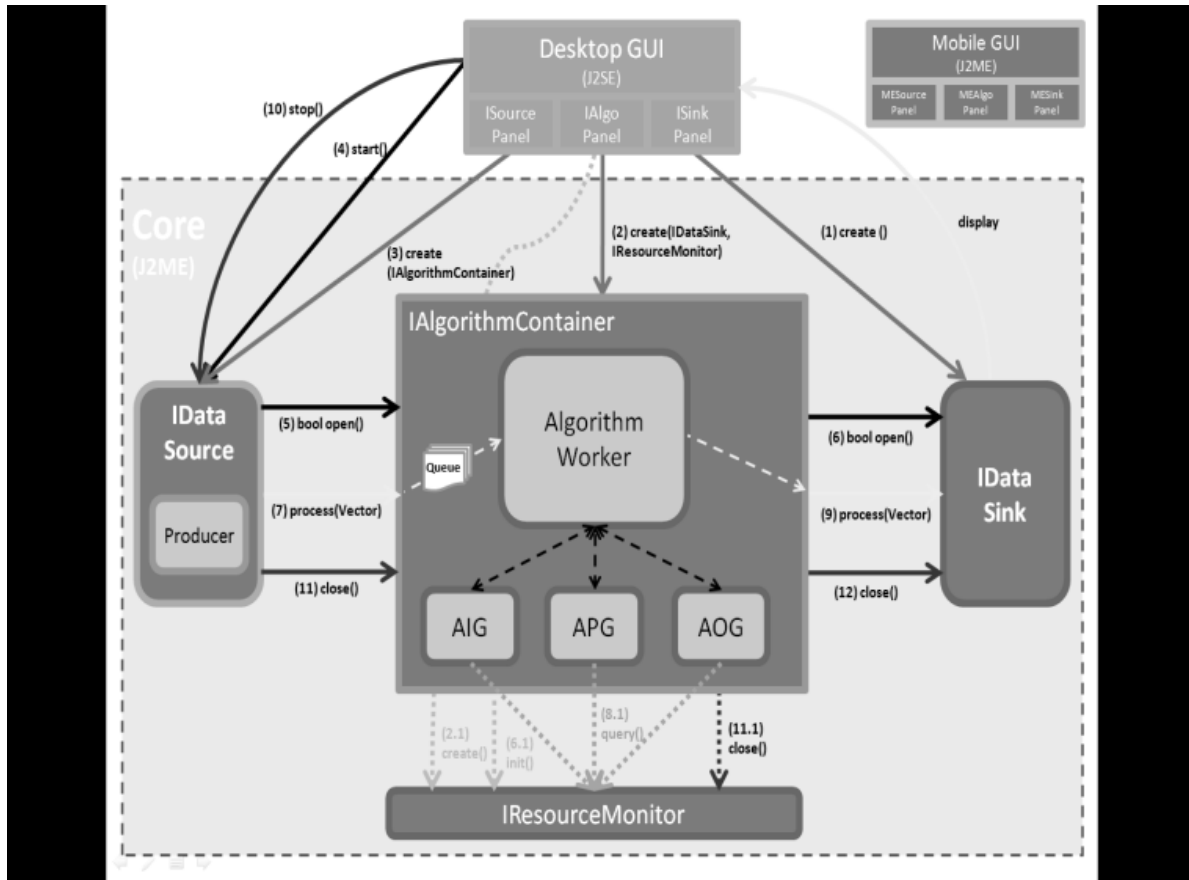 Desktop GUI
(J2SE)
ISource
Panel
IAlgo
Panel
ISink
Panel
Mobile GUI
(J2ME)
MESource
Panel
MEAlgo
Panel
MESink
Panel
(10) stop()
(4) start()
Core
(J2ME)
(3) create
(IAlgorithmContainer)
(2) create(IDataSink,
IResourceMonitor)
(1) create ()
display
IAlgorithmContainer
IData
Source
Producer
(5) bool open()
Queue
(7) process(Vector)
(11) close()
Algorithm
Worker
AIG
APG
AOG
(6) bool open()
(9) process(Vector)
(12) close()
IData
Sink
(2.1)
create()
(6.1)
init()
(8.1)
query()
(11.1)
close()
IResourceMonitor